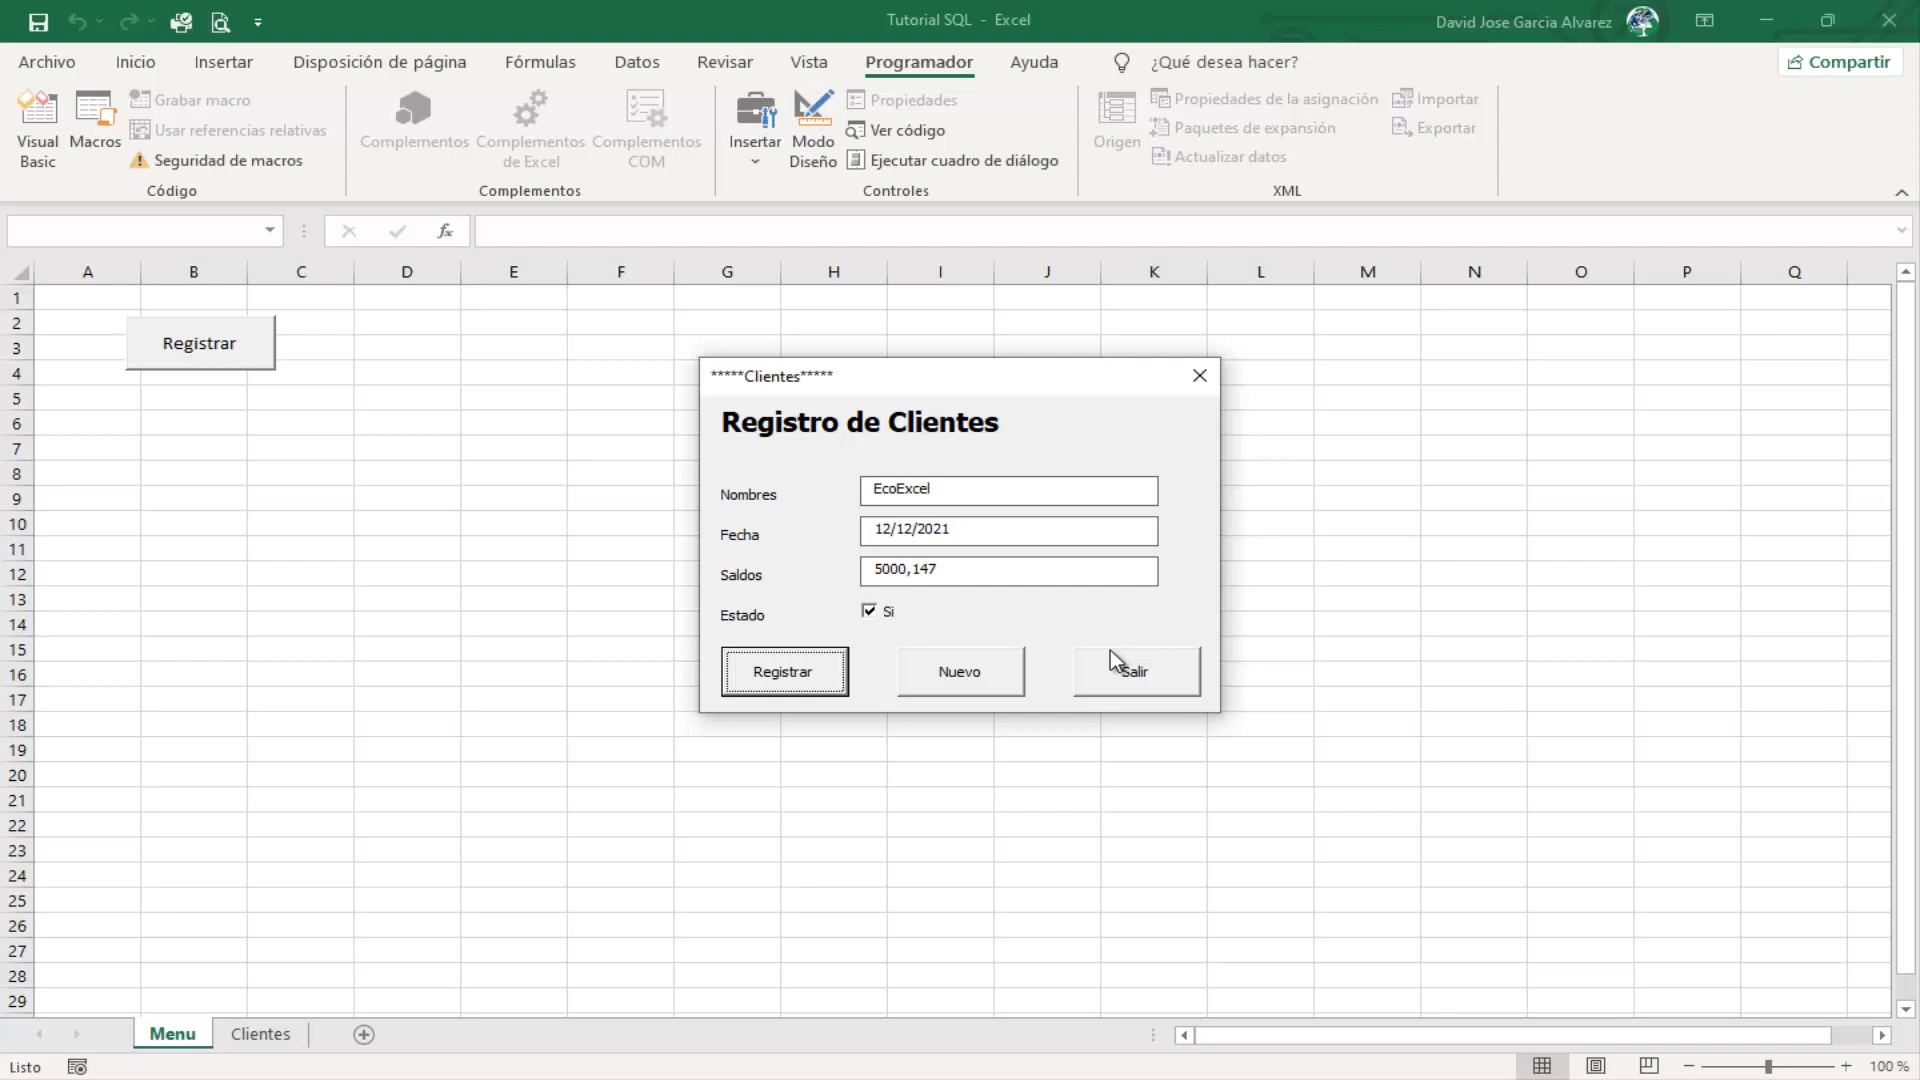 Tutorial SQL - Excel
David Jose Garcia Alvarez
Archivo Inicio Insertar Disposición de página Fórmulas Datos Revisar Vista Programador Ayuda ¿Qué desea hacer? Compartir
Visual Basic
Macros
Grabar macro
Usar referencias relativas
Seguridad de macros
Código
Complementos
Complementos de Excel
Complementos COM
Complementos
Insertar
Modo Diseño
Propiedades
Ver código
Ejecutar cuadro de diálogo
Controles
Origen
Propiedades de la asignación
Paquetes de expansión
Actualizar datos
Importar
Exportar
XML
fx
A B C D E F G H I J K L M N O P Q
1
2
3
4
5
6
7
8
9
10
11
12
13
14
15
16
17
18
19
20
21
22
23
24
25
26
27
28
29
Registrar
*****Clientes*****
Registro de Clientes
Nombres EcoExcel
Fecha 12/12/2021
Saldos 5000,147
Estado Si
Registrar Nuevo Salir
Menu Clientes
Listo
100 %